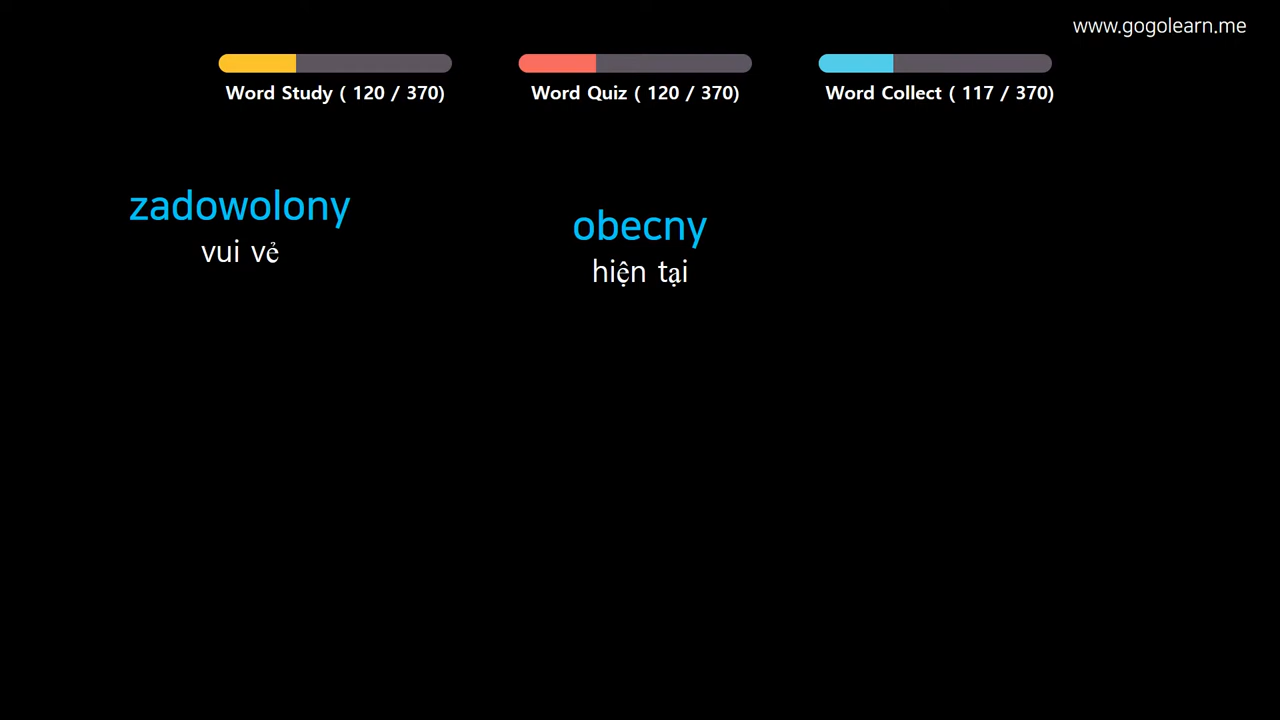 www.gogolearn.me
Word Study ( 120 / 370)
Word Quiz ( 120 / 370)
Word Collect ( 117 / 370)
zadowolony
vui vẻ
obecny
hiện tại